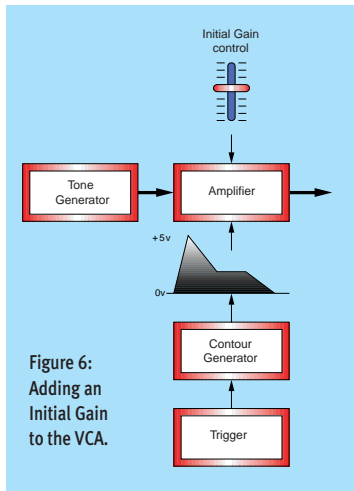 Initial Gain
control
Tone
Generator
Amplifier
+5v
0v
Contour
Generator
Figure 6:
Adding an
Initial Gain
to the VCA.
Trigger